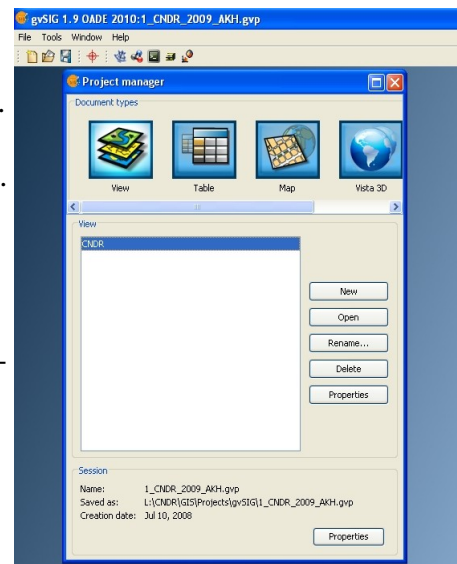 gvSIG 1.9 OADE 2010:1_CNDR_2009_AKH.gvp
File Tools Window Help
Project manager
Document types
View Table Map Vista 3D
View
CNDR
New
Open
Rename...
Delete
Properties
Session
Name: 1_CNDR_2009_AKH.gvp
Saved as: L:\CNDR\GIS\Projects\gvSIG\1_CNDR_2009_AKH.gvp
Creation date: Jul 10, 2008
Properties